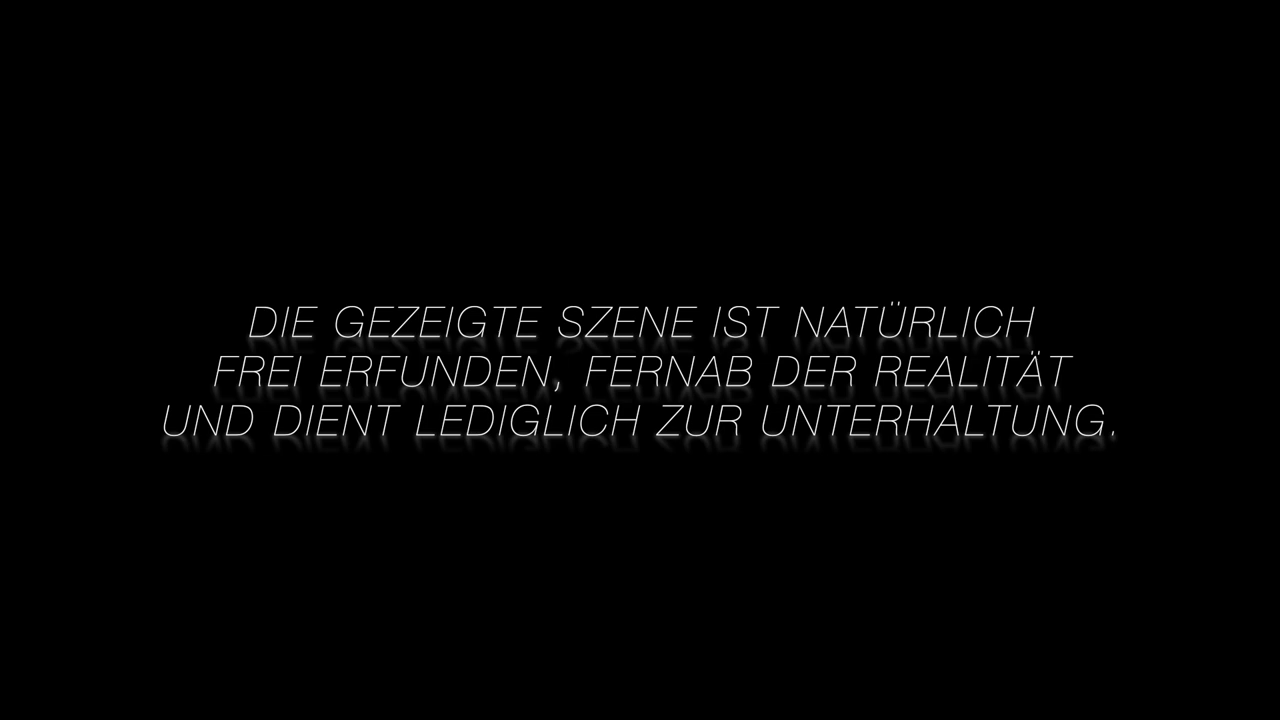 DIE GEZEIGTE SZENE IST NATÜRLICH
FREI ERFUNDEN, FERNAB DER REALITÄT
UND DIENT LEDIGLICH ZUR UNTERHALTUNG.